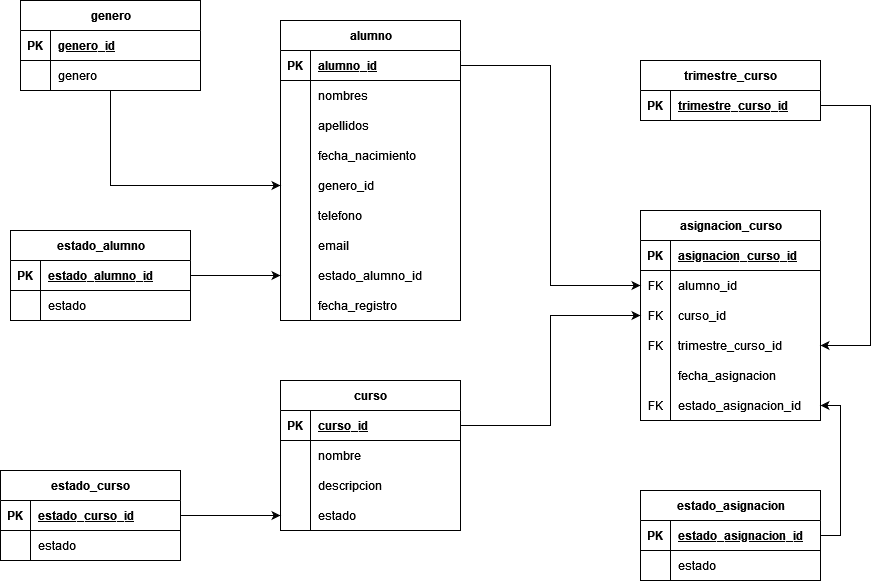 genero
PK genero_id
genero
alumno
PK alumno_id
nombres
apellidos
fecha_nacimiento
genero_id
telefono
email
estado_alumno_id
fecha_registro
trimestre_curso
PK trimestre_curso_id
estado_alumno
PK estado_alumno_id
estado
asignacion_curso
PK asignacion_curso_id
FK alumno_id
FK curso_id
FK trimestre_curso_id
fecha_asignacion
FK estado_asignacion_id
curso
PK curso_id
nombre
descripcion
estado
estado_curso
PK estado_curso_id
estado
estado_asignacion
PK estado_asignacion_id
estado